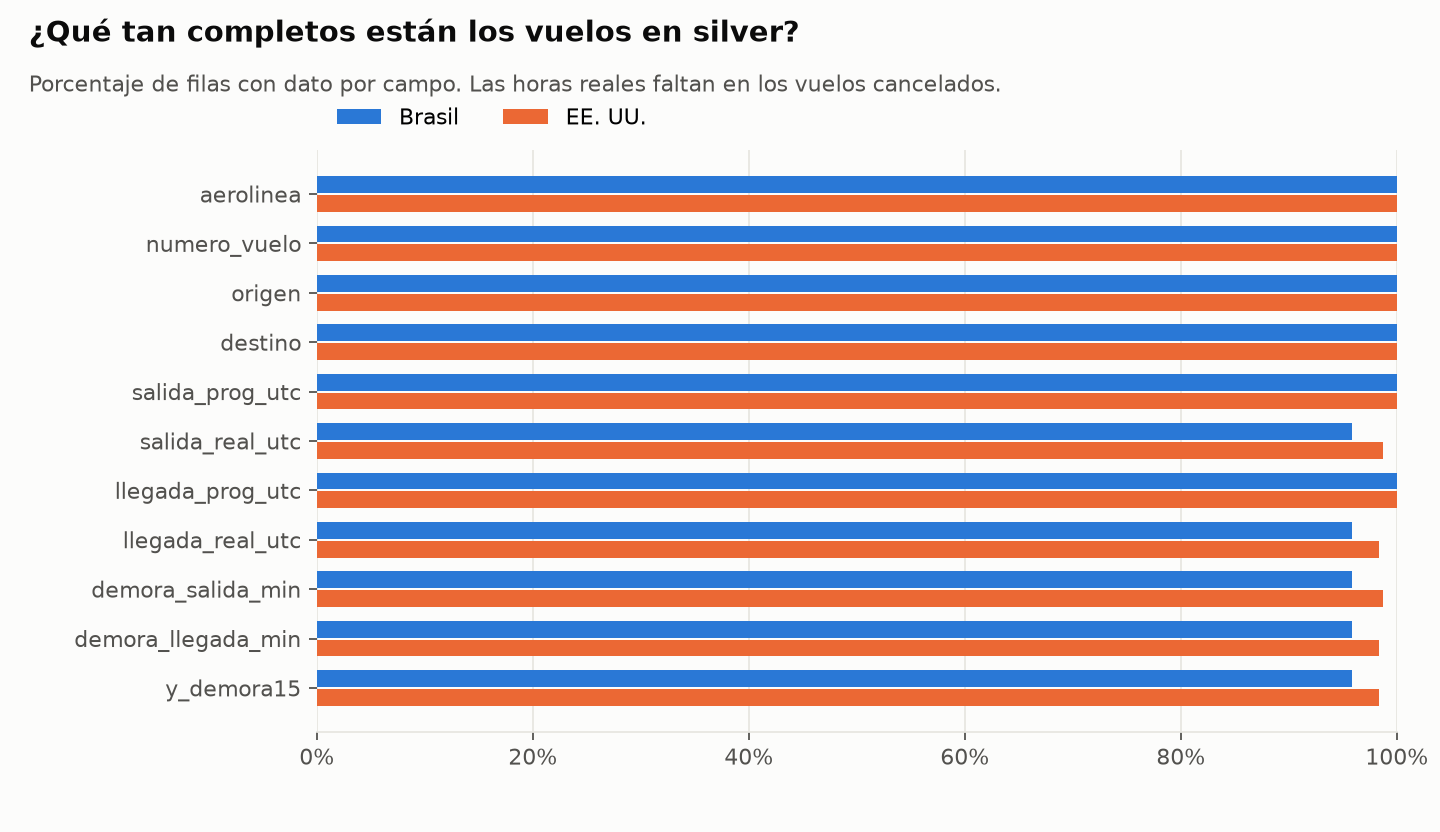 ¿Qué tan completos están los vuelos en silver?
Porcentaje de filas con dato por campo. Las horas reales faltan en los vuelos cancelados.
Brasil EE. UU.
aerolinea
numero_vuelo
origen
destino
salida_prog_utc
salida_real_utc
llegada_prog_utc
llegada_real_utc
demora_salida_min
demora_llegada_min
y_demora15
0% 20% 40% 60% 80% 100%